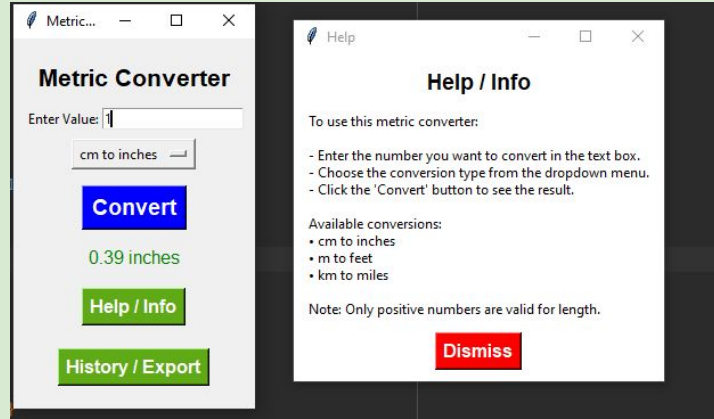 Metric...
Metric Converter
Enter Value: 1
cm to inches
Convert
0.39 inches
Help / Info
History / Export
Help
Help / Info
To use this metric converter:
- Enter the number you want to convert in the text box.
- Choose the conversion type from the dropdown menu.
- Click the 'Convert' button to see the result.
Available conversions:
• cm to inches
• m to feet
• km to miles
Note: Only positive numbers are valid for length.
Dismiss